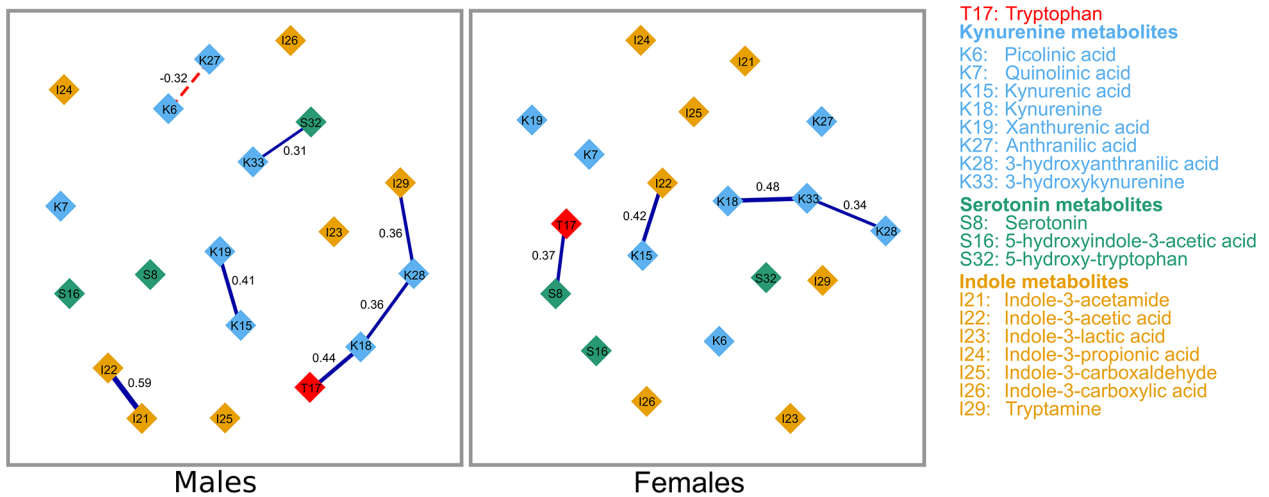 I26
K27
-0.32
I24
K6
S32
0.31
K33
I29
K7
I23
0.36
K19
S8
K28
0.41
S16
0.36
K15
K18
0.44
I22
0.59
T17
I21
I25
Males
I24
I21
I25
K19
K27
K7
I22
0.48
K18
K33
0.34
0.42
T17
K28
0.37
K15
S32
I29
S8
K6
S16
I26
I23
Females
T17: Tryptophan
Kynurenine metabolites
K6: Picolinic acid
K7: Quinolinic acid
K15: Kynurenic acid
K18: Kynurenine
K19: Xanthurenic acid
K27: Anthranilic acid
K28: 3-hydroxyanthranilic acid
K33: 3-hydroxykynurenine
Serotonin metabolites
S8: Serotonin
S16: 5-hydroxyindole-3-acetic acid
S32: 5-hydroxy-tryptophan
Indole metabolites
I21: Indole-3-acetamide
I22: Indole-3-acetic acid
I23: Indole-3-lactic acid
I24: Indole-3-propionic acid
I25: Indole-3-carboxaldehyde
I26: Indole-3-carboxylic acid
I29: Tryptamine